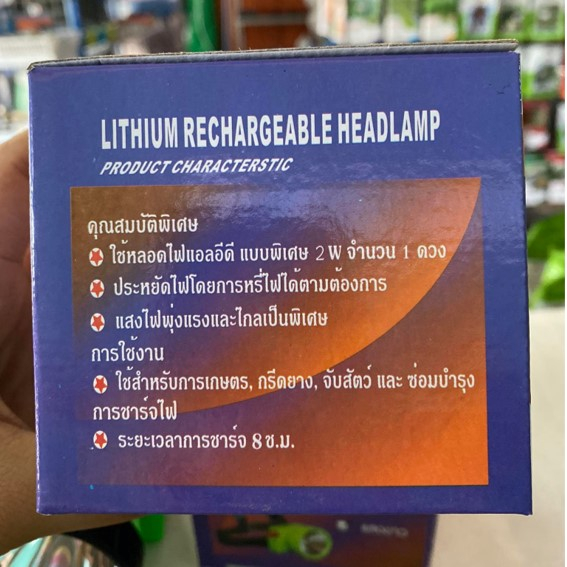 LITHIUM RECHARGEABLE HEADLAMP
PRODUCT CHARACTERSTIC
คุณสมบัติพิเศษ
ใช้หลอดไฟแอลอีดี แบบพิเศษ 2 W จำนวน 1 ดวง
ประหยัดไฟโดยการหรี่ไฟได้ตามต้องการ
แสงไฟพุ่งแรงและไกลเป็นพิเศษ
การใช้งาน
ใช้สำหรับการเกษตร, กรีดยาง, จับสัตว์ และ ซ่อมบำรุง
การชาร์จไฟ
ระยะเวลาการชาร์จ 8 ช.ม.